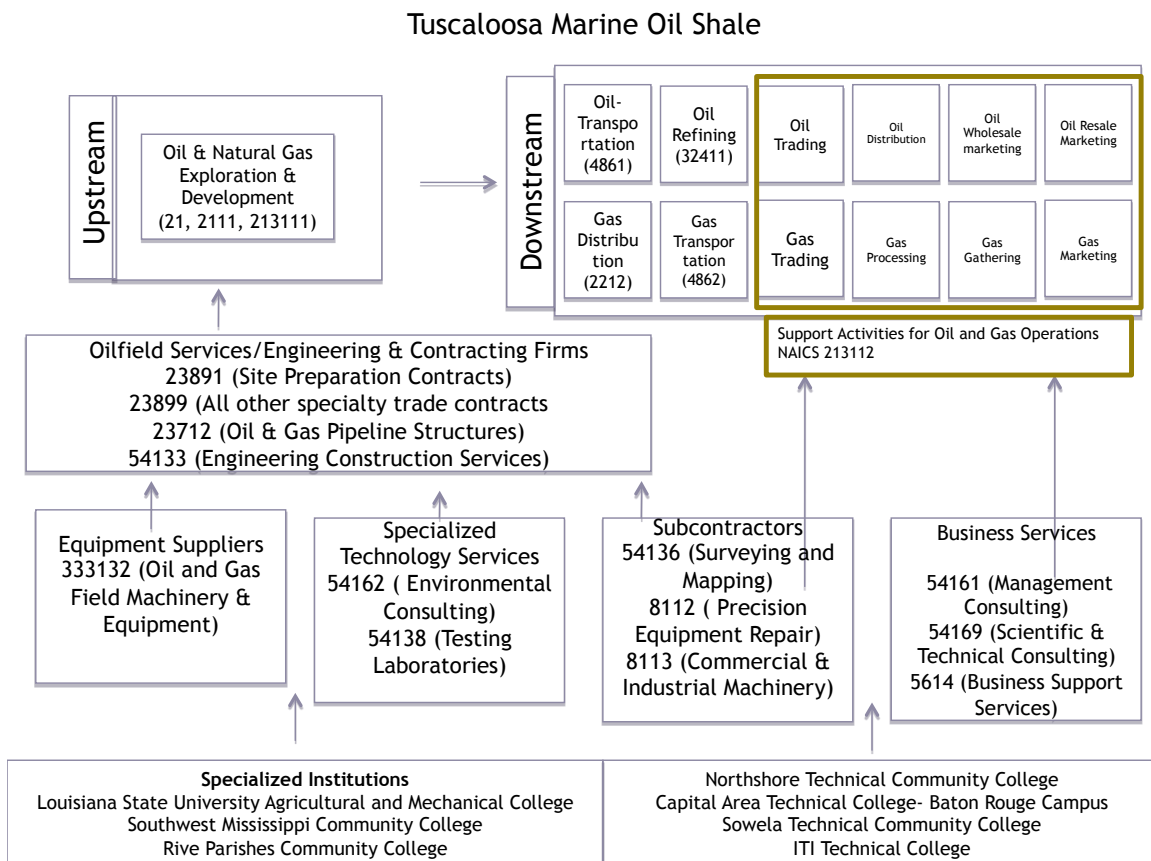 Tuscaloosa Marine Oil Shale
Upstream
Oil & Natural Gas
Exploration &
Development
(21, 2111, 213111)
Downstream
Oil-
Transpo
rtation
(4861)
Oil
Refining
(32411)
Oil
Trading
Oil
Distribution
Oil
Wholesale
marketing
Oil Resale
Marketing
Gas
Distribu
tion
(2212)
Gas
Transpor
tation
(4862)
Gas
Trading
Gas
Processing
Gas
Gathering
Gas
Marketing
Support Activities for Oil and Gas Operations
NAICS 213112
Oilfield Services/Engineering & Contracting Firms
23891 (Site Preparation Contracts)
23899 (All other specialty trade contracts
23712 (Oil & Gas Pipeline Structures)
54133 (Engineering Construction Services)
Equipment Suppliers
333132 (Oil and Gas
Field Machinery &
Equipment)
Specialized
Technology Services
54162 ( Environmental
Consulting)
54138 (Testing
Laboratories)
Subcontractors
54136 (Surveying and
Mapping)
8112 ( Precision
Equipment Repair)
8113 (Commercial &
Industrial Machinery)
Business Services
54161 (Management
Consulting)
54169 (Scientific &
Technical Consulting)
5614 (Business Support
Services)
Specialized Institutions
Louisiana State University Agricultural and Mechanical College
Southwest Mississippi Community College
Rive Parishes Community College
Northshore Technical Community College
Capital Area Technical College- Baton Rouge Campus
Sowela Technical Community College
ITI Technical College